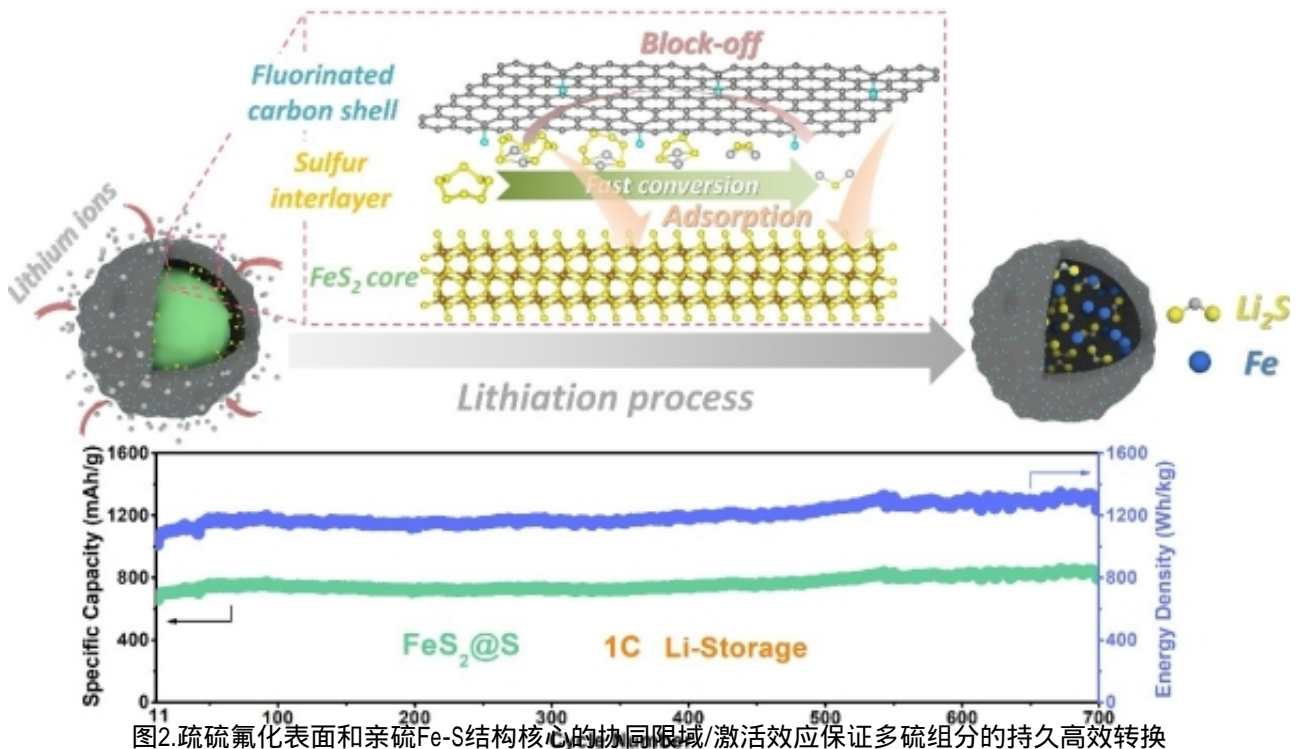 Block-off
Fluorinated
carbon shell
Sulfur
interlayer
Fast conversion
Adsorption
Lithium ions
FeS₂ core
Li₂S
Fe
Lithiation process
Specific Capacity (mAh/g)
1600
1200
800
400
0
1600
1200
800
400
0
Energy Density (Wh/kg)
FeS₂@S 1C Li-Storage
11 100 200 300 400 500 600 700
Cycle Number
图2.疏硫氟化表面和亲硫Fe-S结构核心的协同限域/激活效应保证多硫组分的持久高效转换